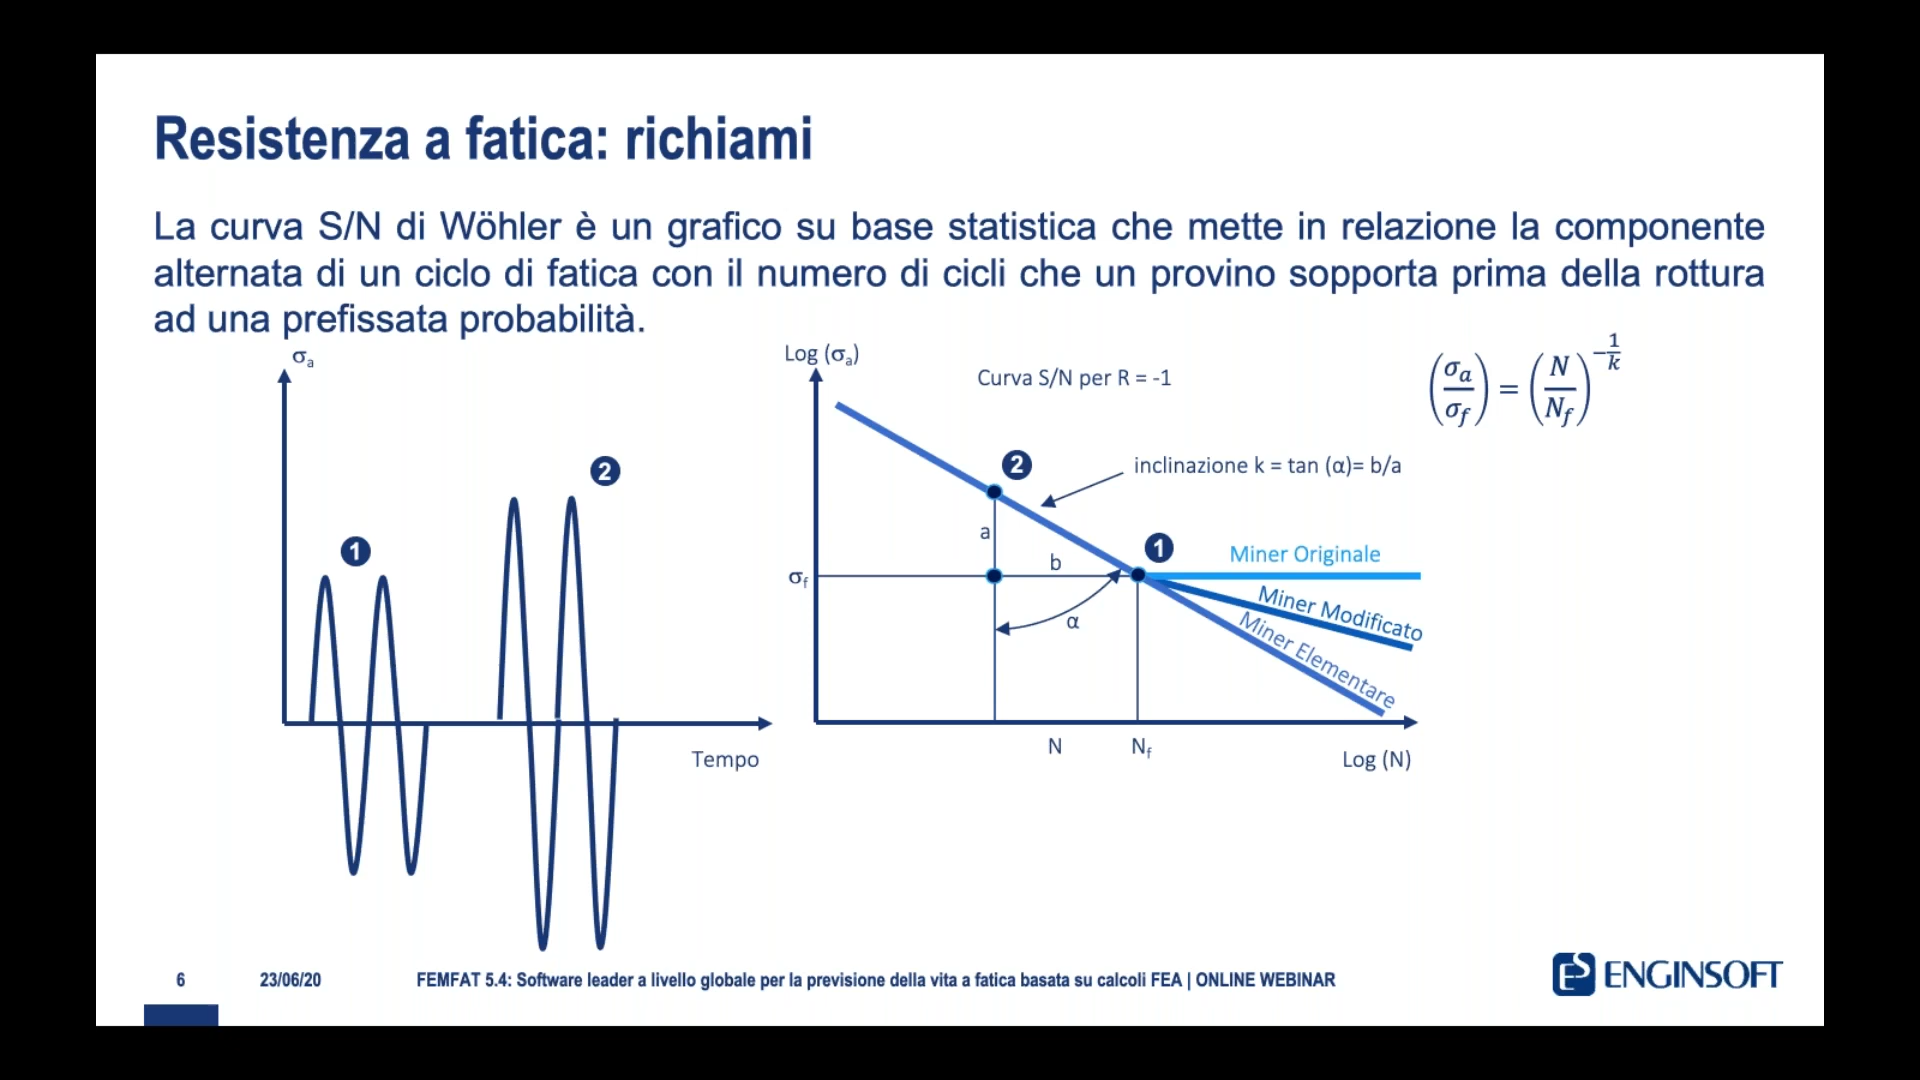 Resistenza a fatica: richiami
La curva S/N di Wöhler è un grafico su base statistica che mette in relazione la componente
alternata di un ciclo di fatica con il numero di cicli che un provino sopporta prima della rottura
ad una prefissata probabilità.
σa
1
2
Tempo
Log (σa)
Curva S/N per R = -1
(σa/σf) = (N/Nf)^-1/k
2
inclinazione k = tan (α)= b/a
a
b
1
Miner Originale
σf
Miner Modificato
α
Miner Elementare
N
Nf
Log (N)
6
23/06/20
FEMFAT 5.4: Software leader a livello globale per la previsione della vita a fatica basata su calcoli FEA | ONLINE WEBINAR
ES ENGINSOFT